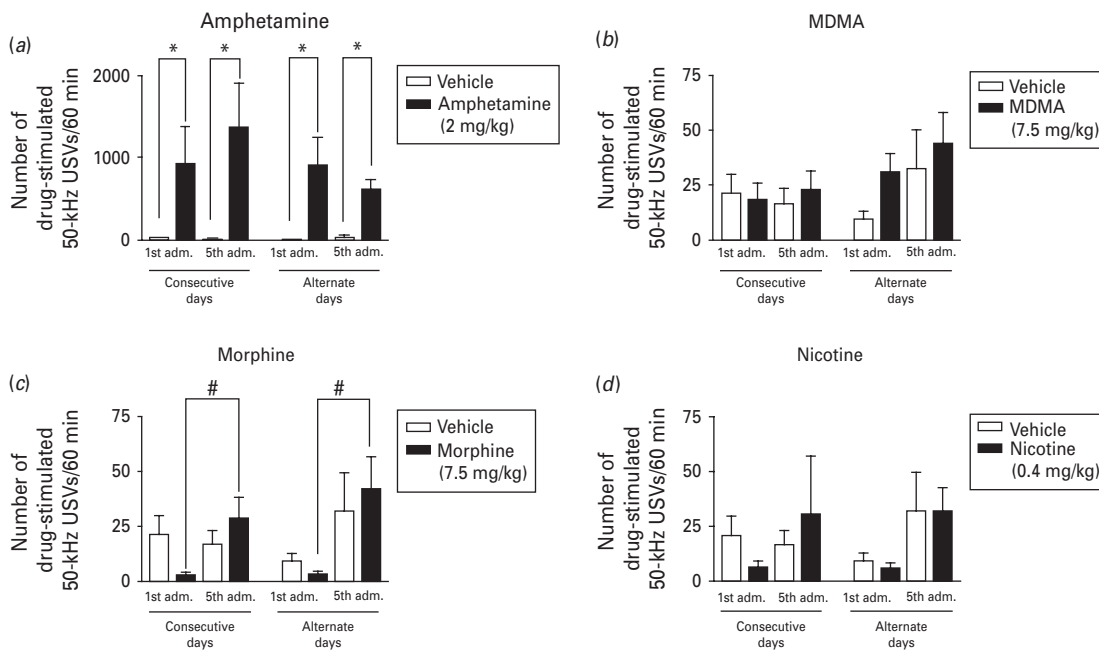 Amphetamine
(a)
Number of
drug-stimulated
50-kHz USVs/60 min
2000
1000
0
*
*
*
*
Vehicle
Amphetamine
(2 mg/kg)
1st adm.
5th adm.
1st adm.
5th adm.
Consecutive
days
Alternate
days
MDMA
(b)
Number of
drug-stimulated
50-kHz USVs/60 min
75
50
25
0
Vehicle
MDMA
(7.5 mg/kg)
1st adm.
5th adm.
1st adm.
5th adm.
Consecutive
days
Alternate
days
Morphine
(c)
Number of
drug-stimulated
50-kHz USVs/60 min
75
50
25
0
#
#
Vehicle
Morphine
(7.5 mg/kg)
1st adm.
5th adm.
1st adm.
5th adm.
Consecutive
days
Alternate
days
Nicotine
(d)
Number of
drug-stimulated
50-kHz USVs/60 min
75
50
25
0
Vehicle
Nicotine
(0.4 mg/kg)
1st adm.
5th adm.
1st adm.
5th adm.
Consecutive
days
Alternate
days